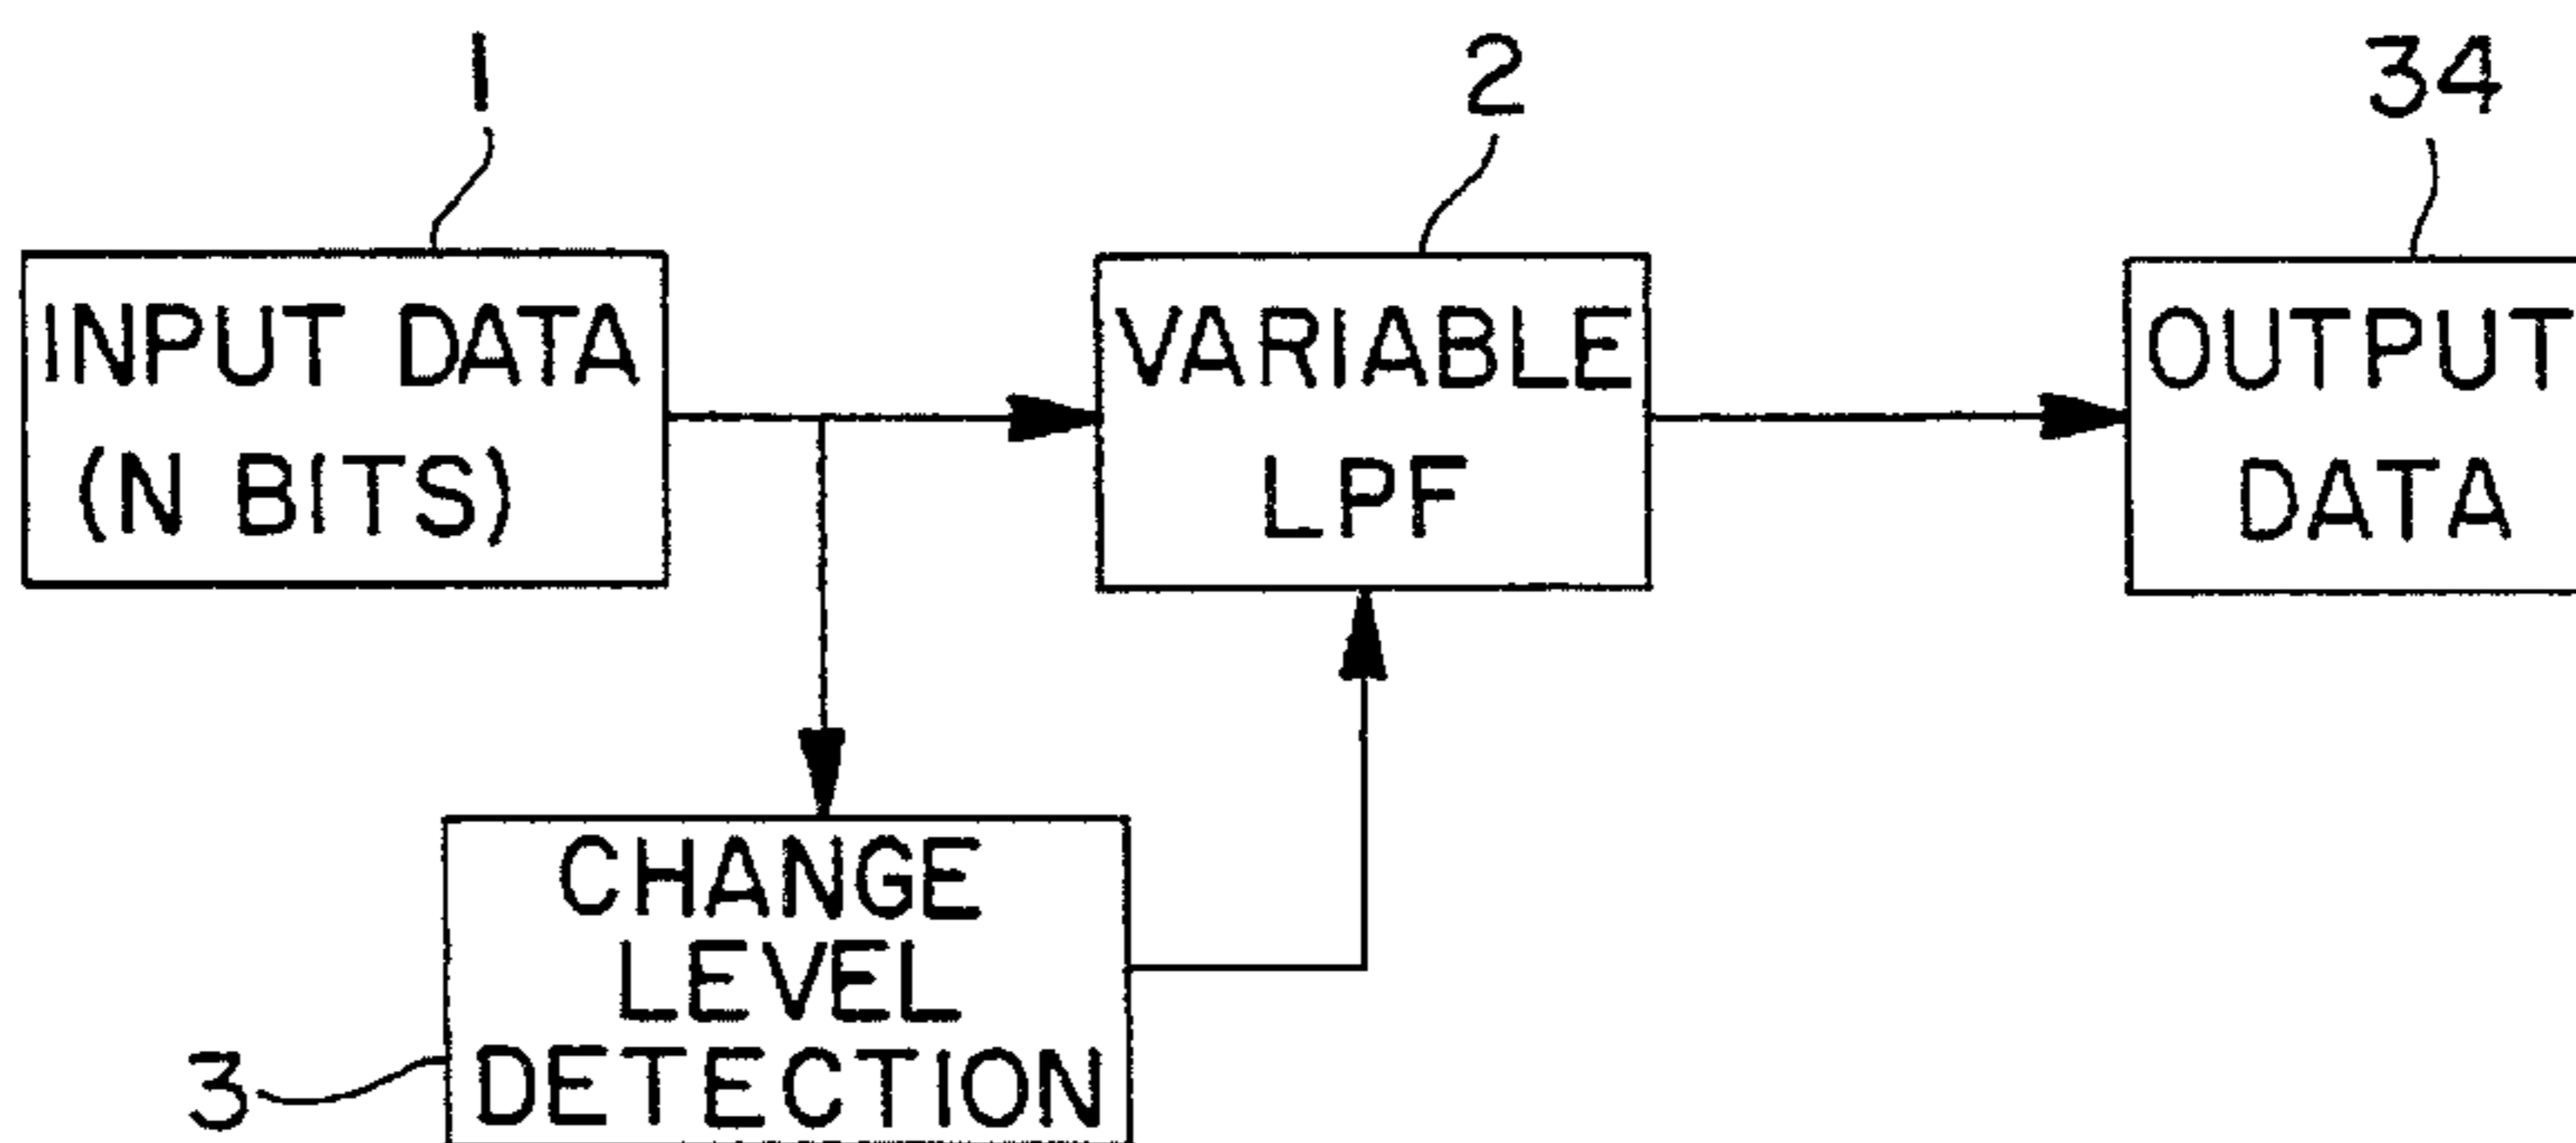 1
2
34
INPUT DATA
(N BITS)
VARIABLE
LPF
OUTPUT
DATA
CHANGE
LEVEL
DETECTION
3